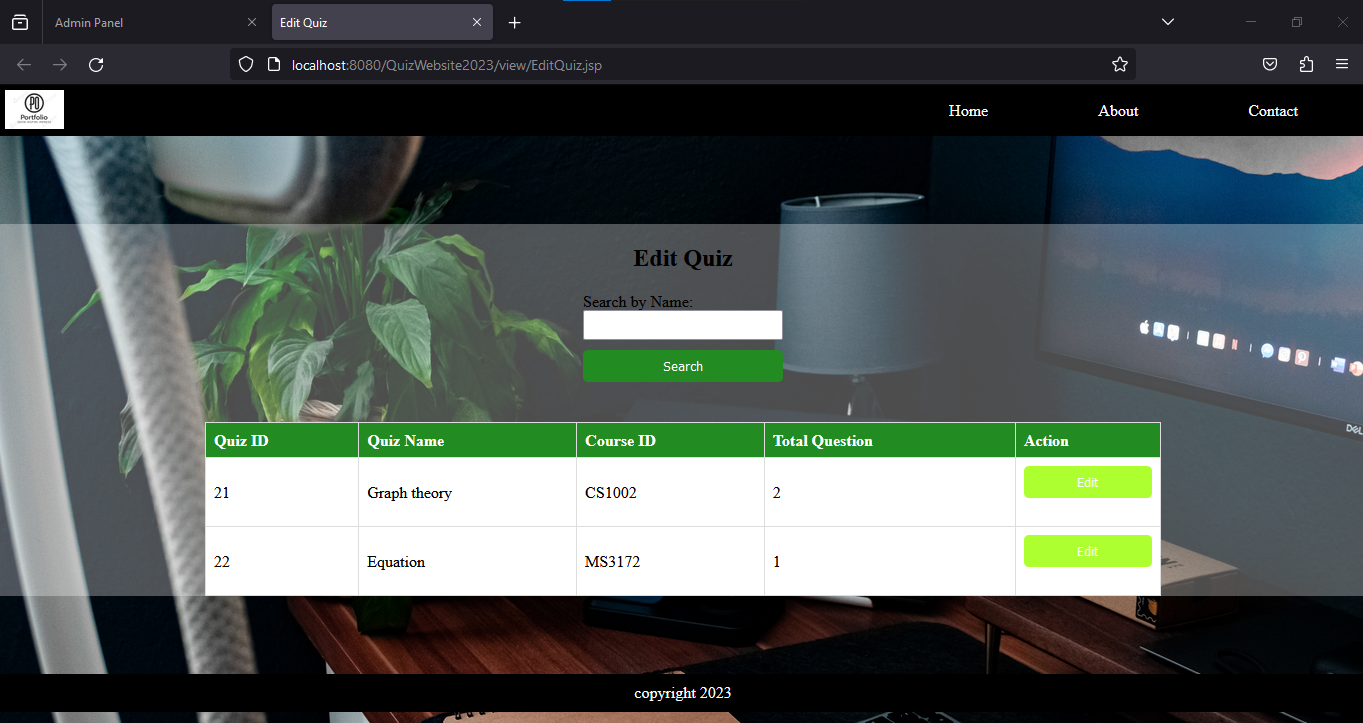 Admin Panel
Edit Quiz
localhost:8080/QuizWebsite2023/view/EditQuiz.jsp
PO
Portfolio
Home
About
Contact
Edit Quiz
Search by Name:
Search
Quiz ID Quiz Name Course ID Total Question Action
21 Graph theory CS1002 2 Edit
22 Equation MS3172 1 Edit
DELL
copyright 2023